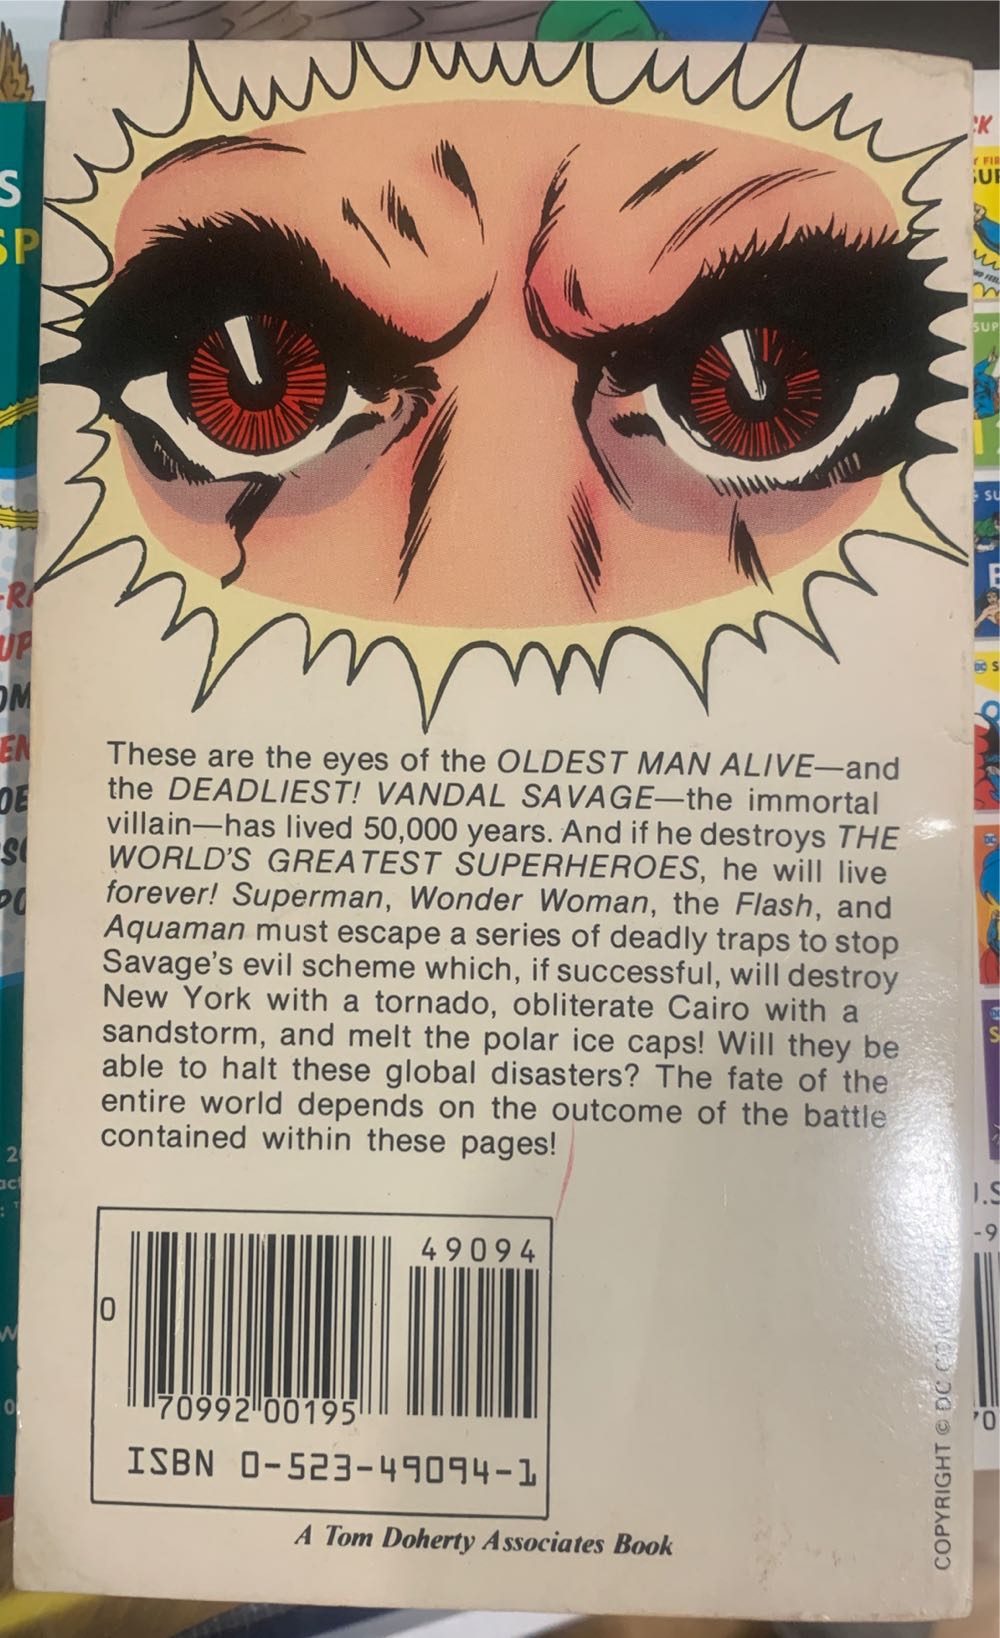 These are the eyes of the OLDEST MAN ALIVE—and
the DEADLIEST! VANDAL SAVAGE—the immortal
villain—has lived 50,000 years. And if he destroys THE
WORLD'S GREATEST SUPERHEROES, he will live
forever! Superman, Wonder Woman, the Flash, and
Aquaman must escape a series of deadly traps to stop
Savage's evil scheme which, if successful, will destroy
New York with a tornado, obliterate Cairo with a
sandstorm, and melt the polar ice caps! Will they be
able to halt these global disasters? The fate of the
entire world depends on the outcome of the battle
contained within these pages!
49094
0
70992 00195
ISBN 0-523-49094-1
A Tom Doherty Associates Book
COPYRIGHT © DC